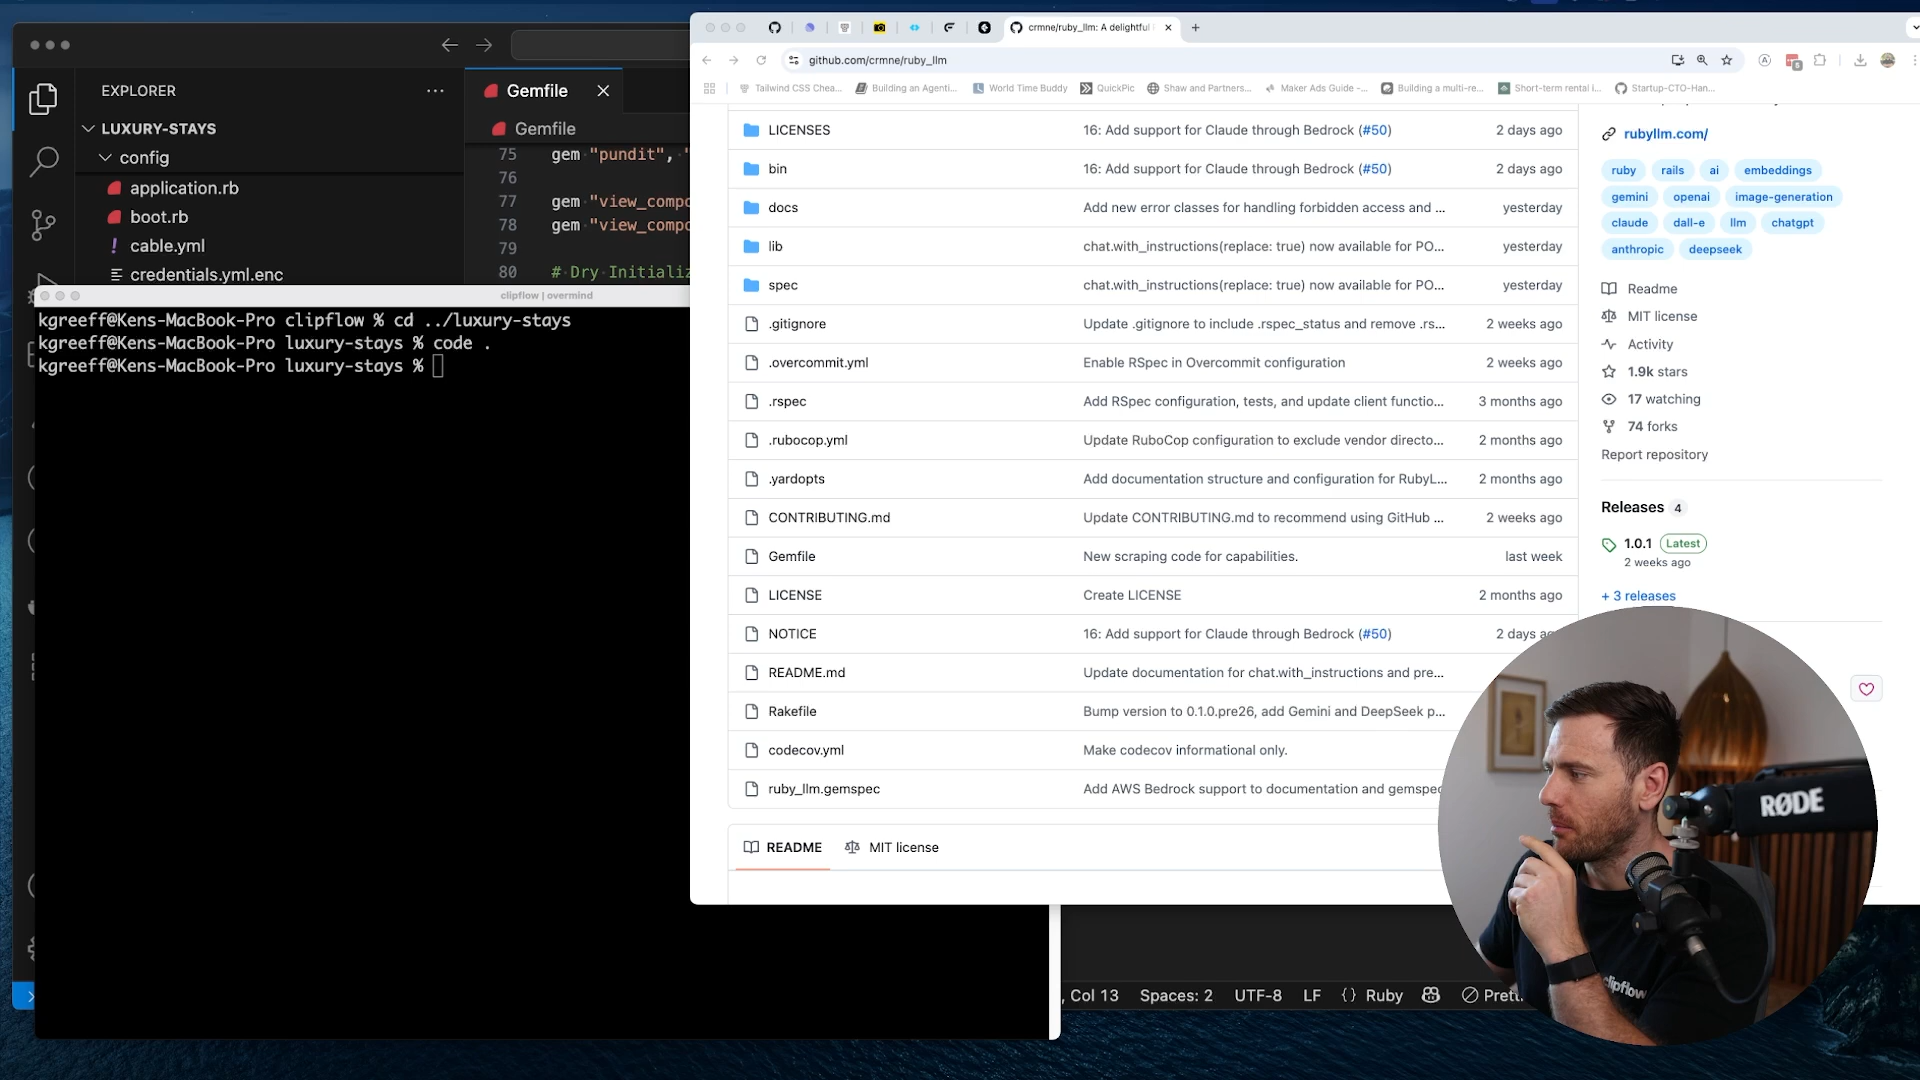 EXPLORER
LUXURY-STAYS
config
application.rb
boot.rb
cable.yml
credentials.yml.enc
Gemfile
Gemfile
75 gem "pundit", "
76
77 gem "view_compo
78 gem "view_compo
79
80 # Dry Initializ
clipflow | overmind
kgreeff@Kens-MacBook-Pro clipflow % cd ../luxury-stays
kgreeff@Kens-MacBook-Pro luxury-stays % code .
kgreeff@Kens-MacBook-Pro luxury-stays %
crmne/ruby_llm: A delightful
github.com/crmne/ruby_llm
Tailwind CSS Chea... Building an Agenti... World Time Buddy QuickPic Shaw and Partners... Maker Ads Guide -... Building a multi-re... Short-term rental i... Startup-CTO-Han...
LICENSES 16: Add support for Claude through Bedrock (#50) 2 days ago
bin 16: Add support for Claude through Bedrock (#50) 2 days ago
docs Add new error classes for handling forbidden access and ... yesterday
lib chat.with_instructions(replace: true) now available for PO... yesterday
spec chat.with_instructions(replace: true) now available for PO... yesterday
.gitignore Update .gitignore to include .rspec_status and remove .rs... 2 weeks ago
.overcommit.yml Enable RSpec in Overcommit configuration 2 weeks ago
.rspec Add RSpec configuration, tests, and update client functio... 3 months ago
.rubocop.yml Update RuboCop configuration to exclude vendor directo... 2 months ago
.yardopts Add documentation structure and configuration for RubyL... 2 months ago
CONTRIBUTING.md Update CONTRIBUTING.md to recommend using GitHub ... 2 weeks ago
Gemfile New scraping code for capabilities. last week
LICENSE Create LICENSE 2 months ago
NOTICE 16: Add support for Claude through Bedrock (#50) 2 days ago
README.md Update documentation for chat.with_instructions and pre...
Rakefile Bump version to 0.1.0.pre26, add Gemini and DeepSeek p...
codecov.yml Make codecov informational only.
ruby_llm.gemspec Add AWS Bedrock support to documentation and gemspec
README MIT license
rubyllm.com/
ruby rails ai embeddings
gemini openai image-generation
claude dall-e llm chatgpt
anthropic deepseek
Readme
MIT license
Activity
1.9k stars
17 watching
74 forks
Report repository
Releases 4
1.0.1 Latest
2 weeks ago
+ 3 releases
RØDE
clipflow
, Col 13 Spaces: 2 UTF-8 LF {} Ruby Prett